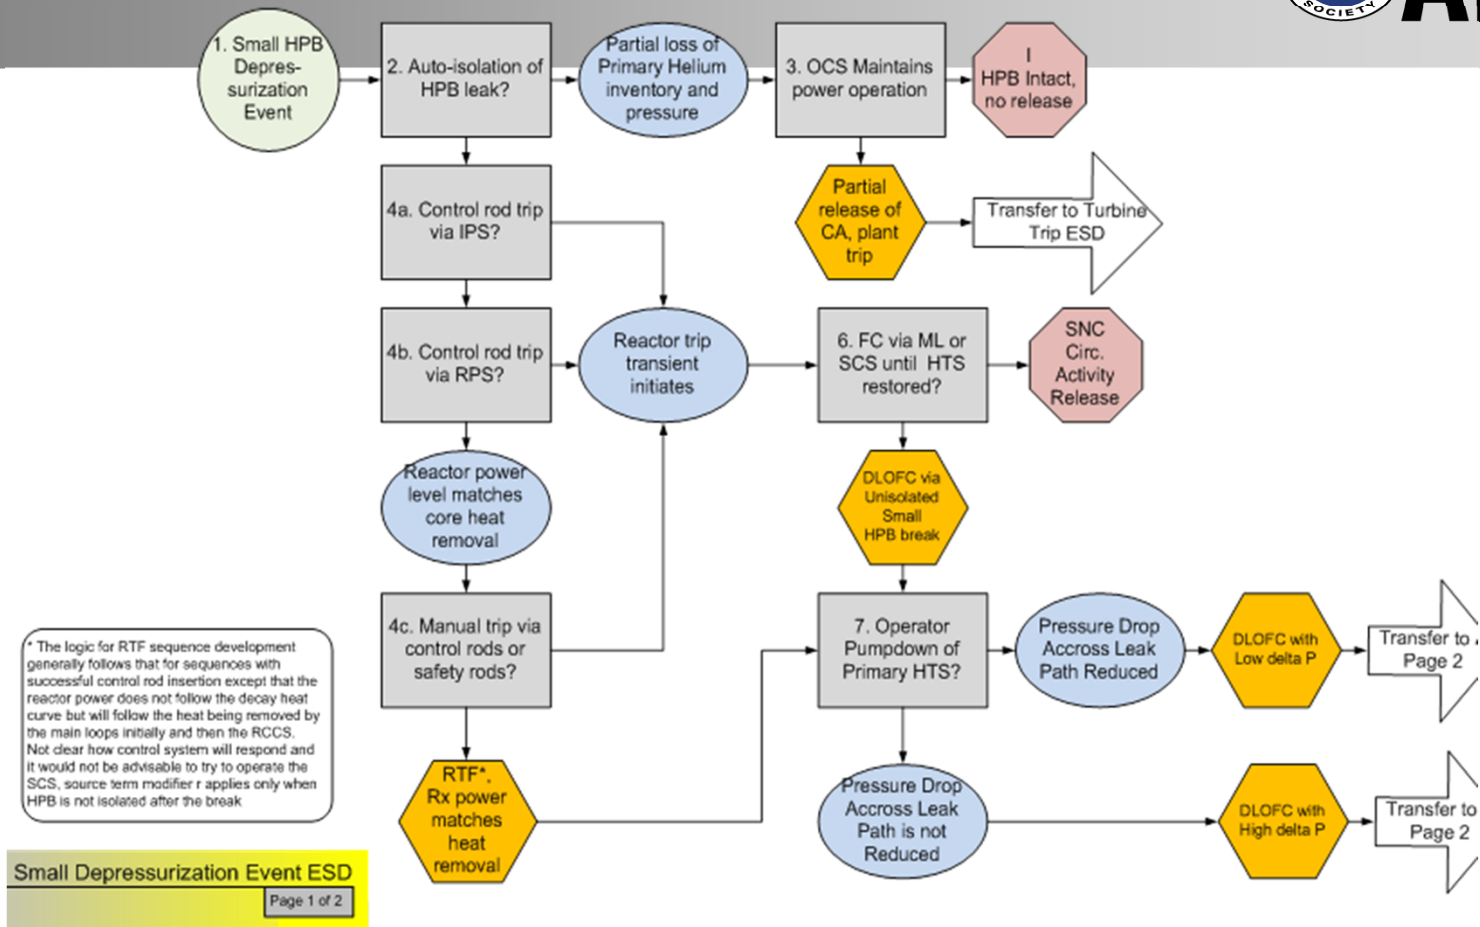 SOCIETY
1. Small HPB
Depres-
surization
Event
2. Auto-isolation of
HPB leak?
Partial loss of
Primary Helium
inventory and
pressure
3. OCS Maintains
power operation
I
HPB Intact,
no release
4a. Control rod trip
via IPS?
Partial
release of
CA, plant
trip
Transfer to Turbine
Trip ESD
4b. Control rod trip
via RPS?
Reactor trip
transient
initiates
6. FC via ML or
SCS until HTS
restored?
SNC
Circ.
Activity
Release
Reactor power
level matches
core heat
removal
DLOFC via
Unisolated
Small
HPB break
4c. Manual trip via
control rods or
safety rods?
7. Operator
Pumpdown of
Primary HTS?
Pressure Drop
Accross Leak
Path Reduced
DLOFC with
Low delta P
Transfer to
Page 2
* The logic for RTF sequence development
generally follows that for sequences with
successful control rod insertion except that the
reactor power does not follow the decay heat
curve but will follow the heat being removed by
the main loops initially and then the RCCS.
Not clear how control system will respond and
it would not be advisable to try to operate the
SCS, source term modifier r applies only when
HPB is not isolated after the break
RTF*,
Rx power
matches
heat
removal
Pressure Drop
Accross Leak
Path is not
Reduced
DLOFC with
High delta P
Transfer to
Page 2
Small Depressurization Event ESD
Page 1 of 2